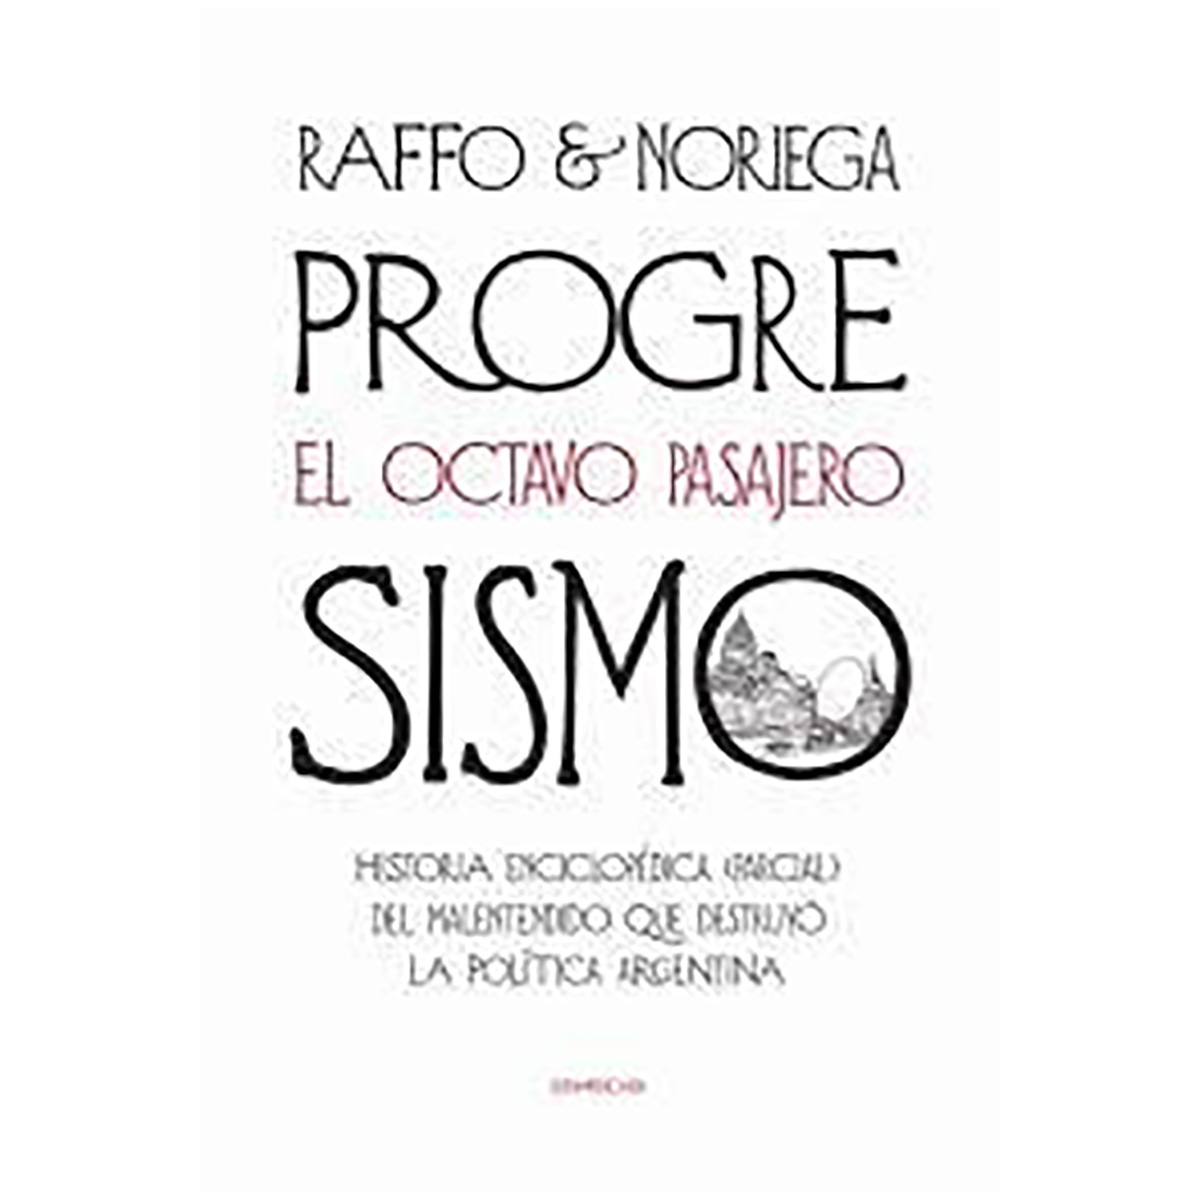 RAFFO & NORIEGA
PROGRE
EL OCTAVO PASAJERO
SISMO
HISTORIA ENCICLOPÉDICA (PARCIAL)
DEL MALENTENDIDO QUE DESTRUYÓ
LA POLÍTICA ARGENTINA